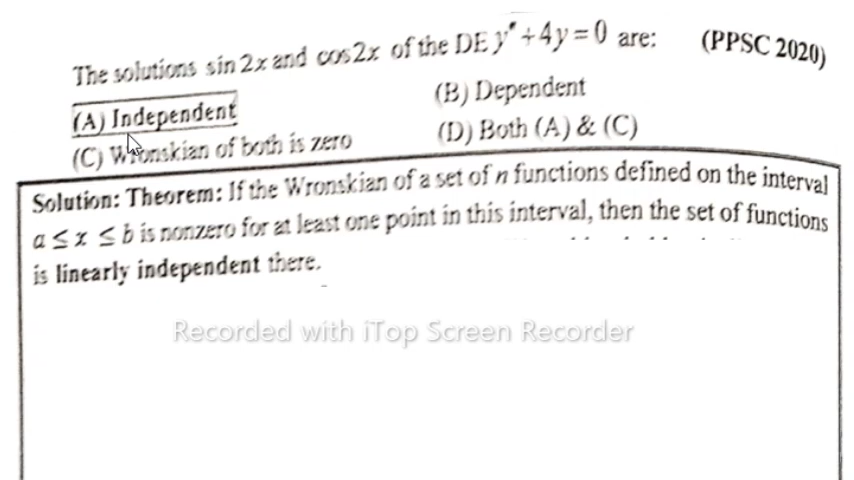 The solutions sin 2x and cos 2x of the DE y″ + 4y = 0 are: (PPSC 2020)
(A) Independent (B) Dependent
(C) Wronskian of both is zero (D) Both (A) & (C)
Solution: Theorem: If the Wronskian of a set of n functions defined on the interval
a ≤ x ≤ b is nonzero for at least one point in this interval, then the set of functions
is linearly independent there.
Recorded with iTop Screen Recorder